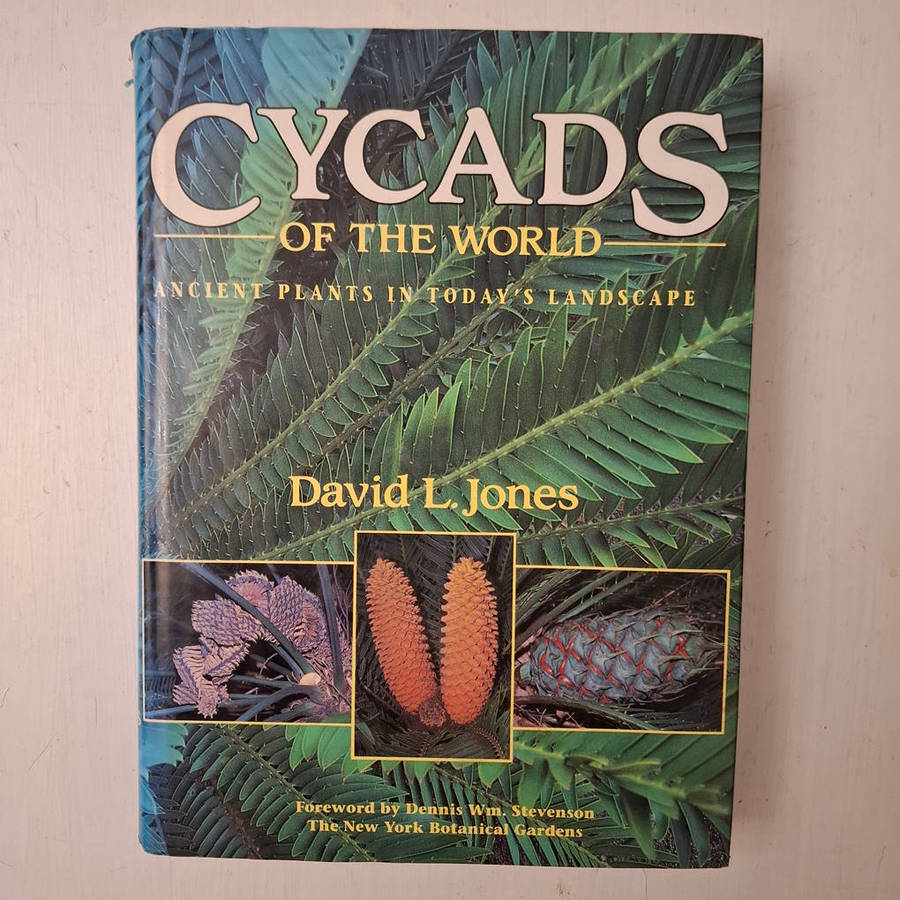 CYCADS
OF THE WORLD
ANCIENT PLANTS IN TODAY'S LANDSCAPE
David L. Jones
Foreword by Dennis Wm. Stevenson
The New York Botanical Gardens